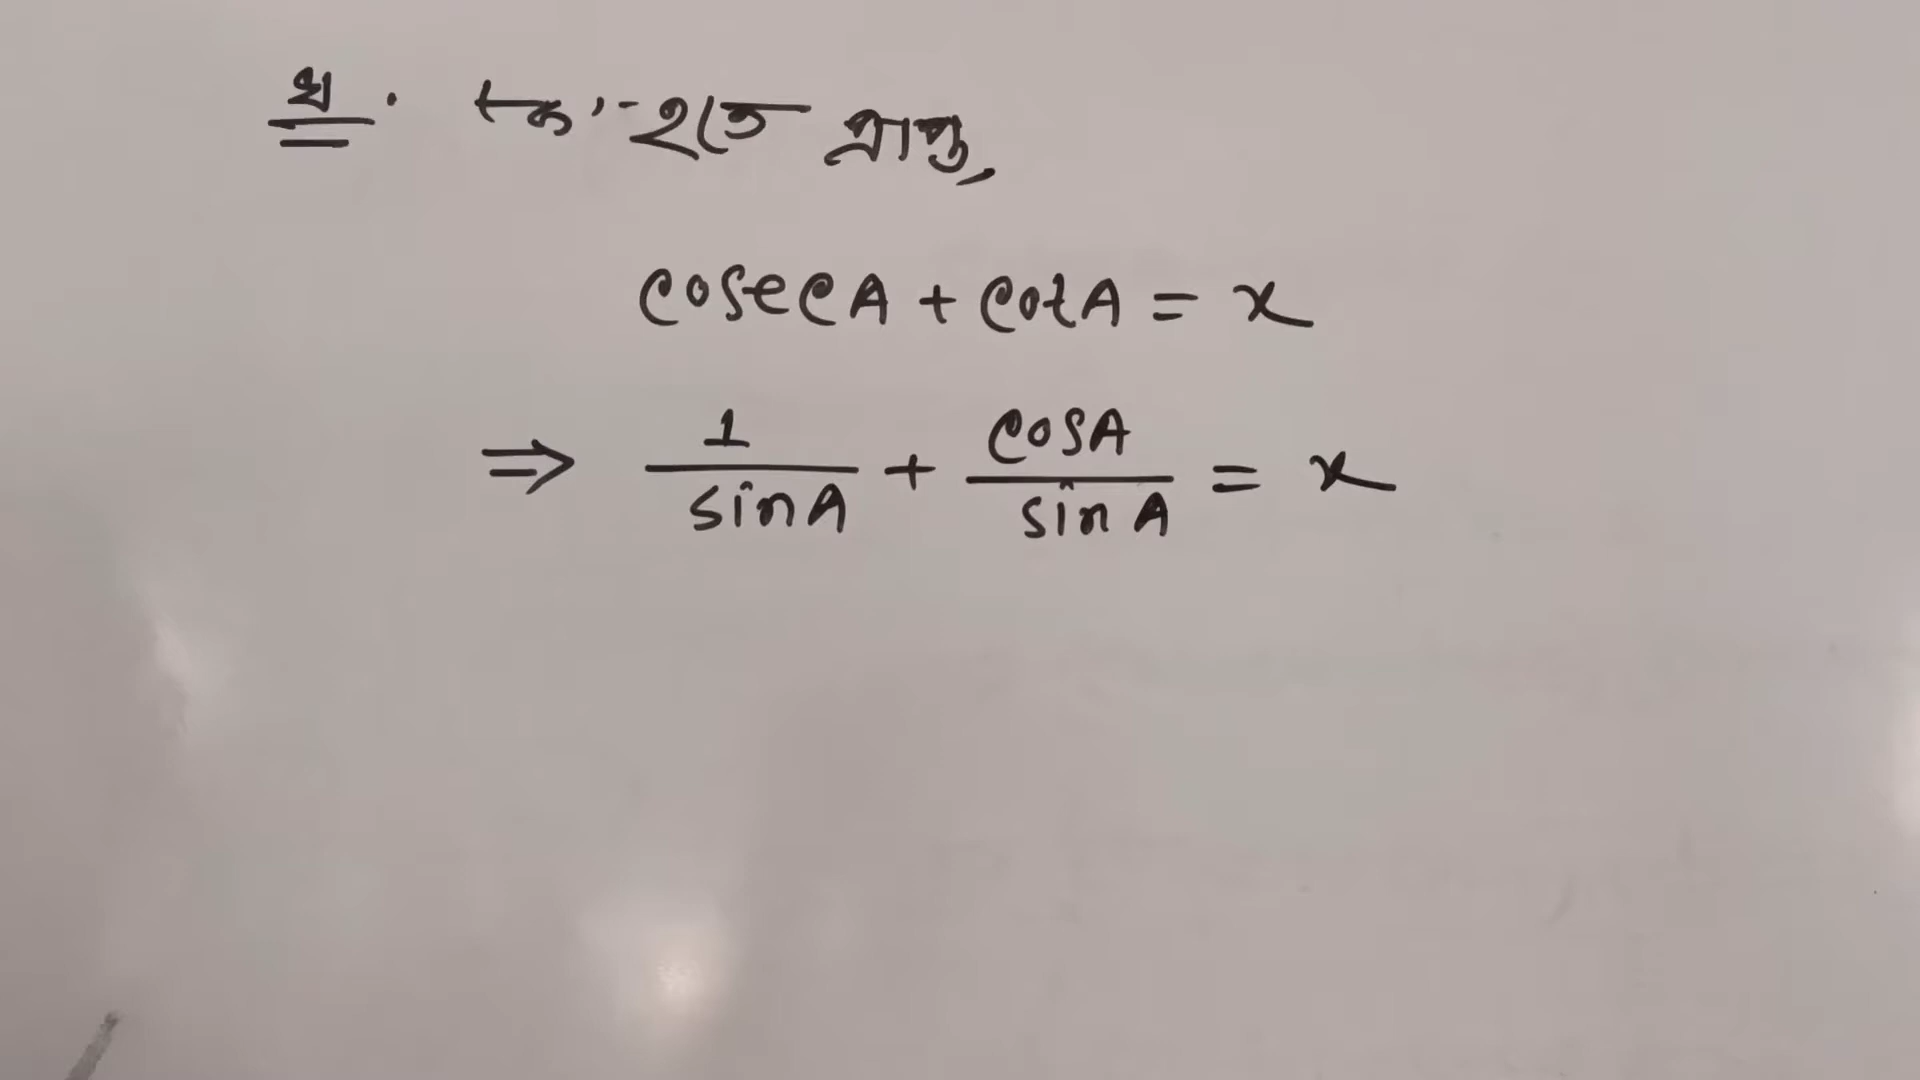 খ. 'ক' হতে প্রাপ্ত,
cosecA + cotA = x
⇒ 1/sinA + cosA/sinA = x